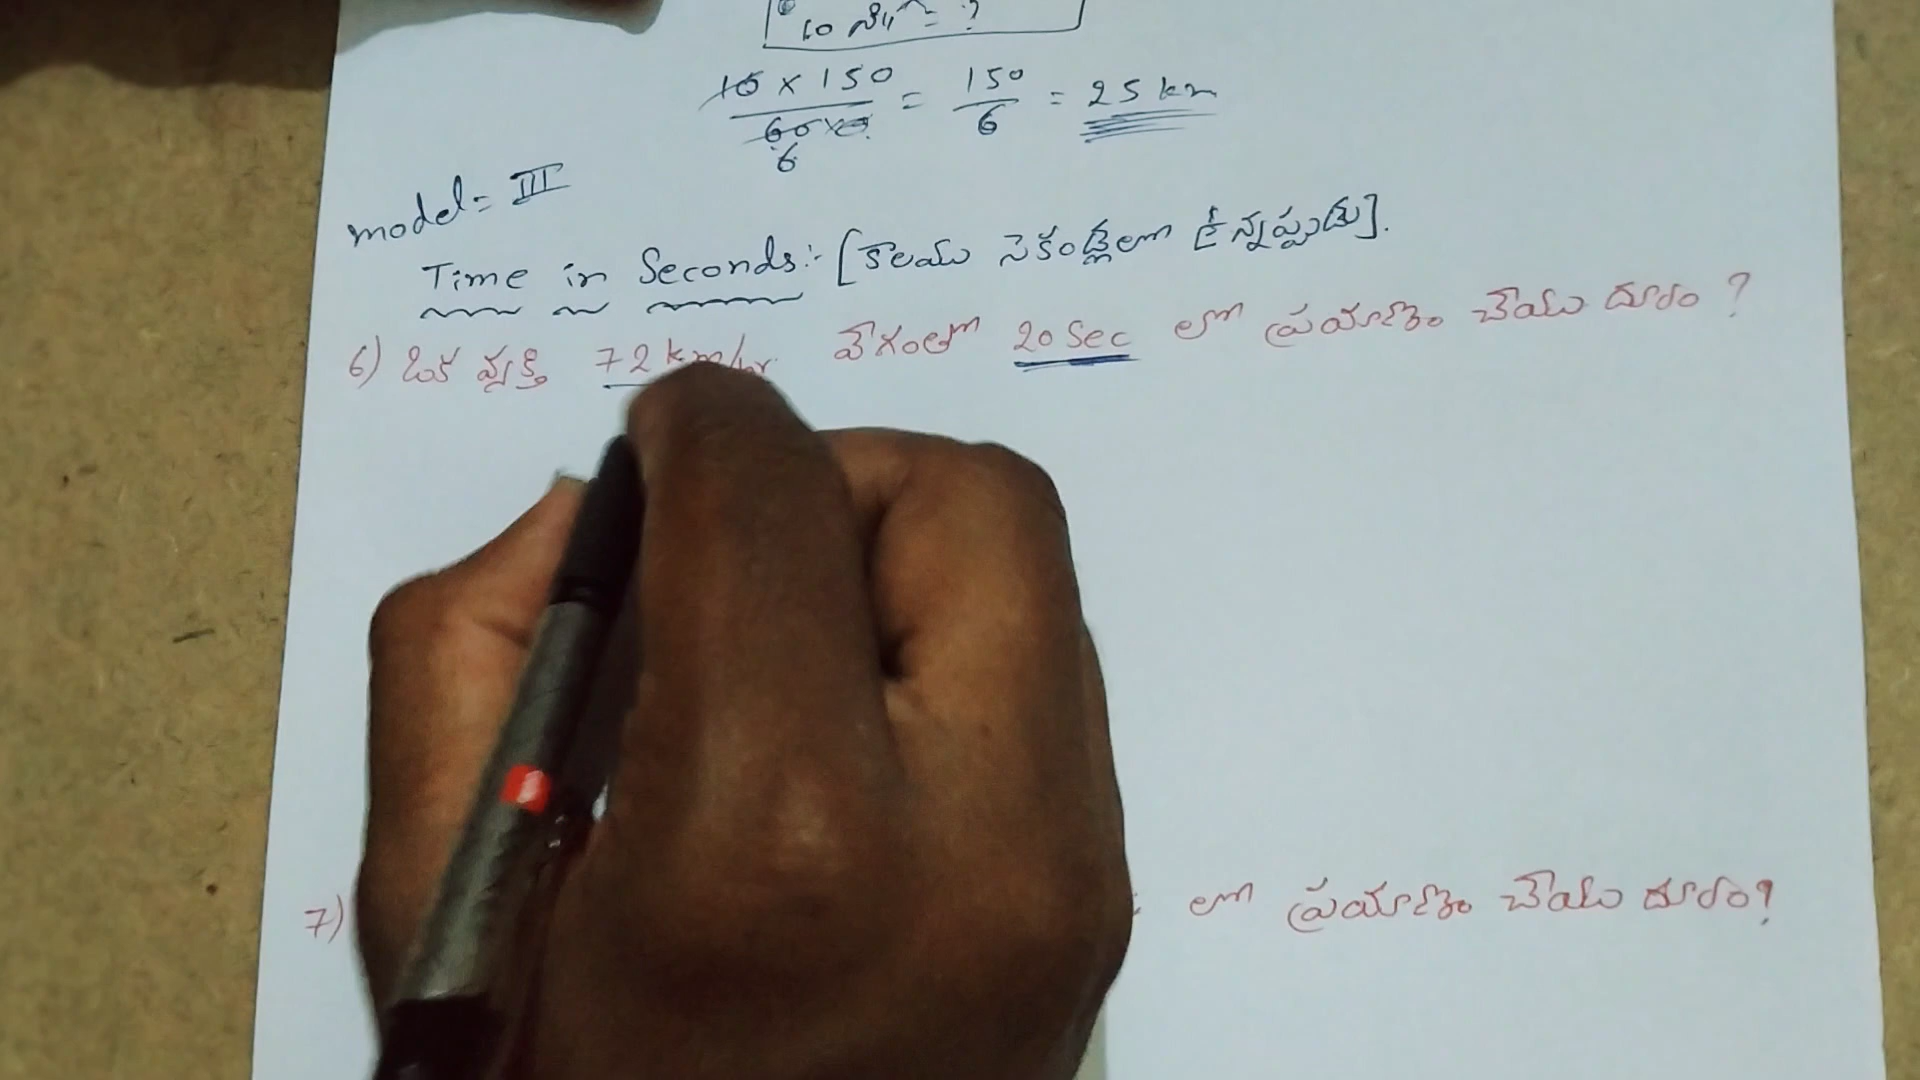 10 ని॥ = ?
10 × 150 / 60 = 150 / 6 = 25 km
6
model = III
Time in Seconds :- [కాలము సెకండ్లలో ఉన్నప్పుడు].
6) ఒక వ్యక్తి 72 km/hr వేగంతో 20 Sec లో ప్రయాణం చేయు దూరం ?
7) లో ప్రయాణం చేయు దూరం?